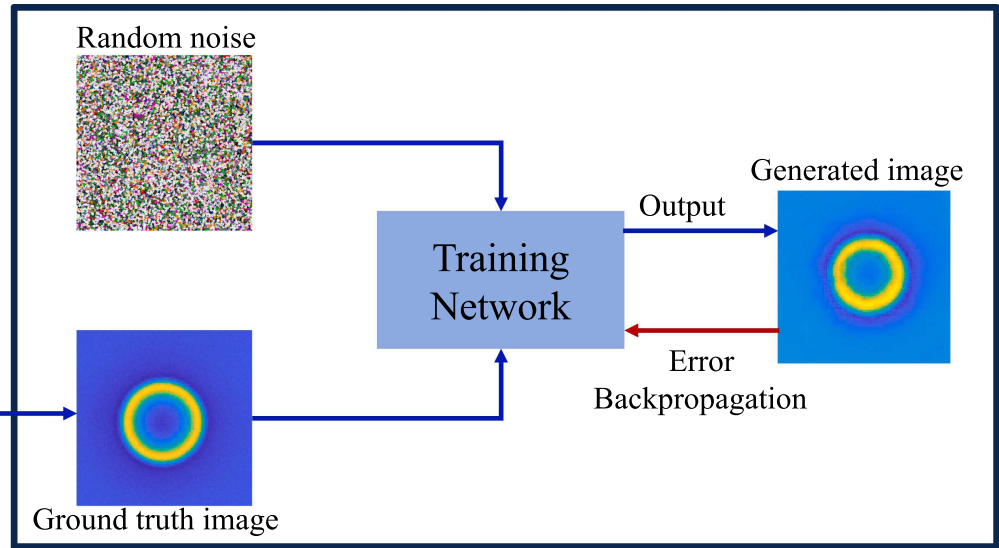 Random noise
Generated image
Output
Training
Network
Error
Backpropagation
Ground truth image